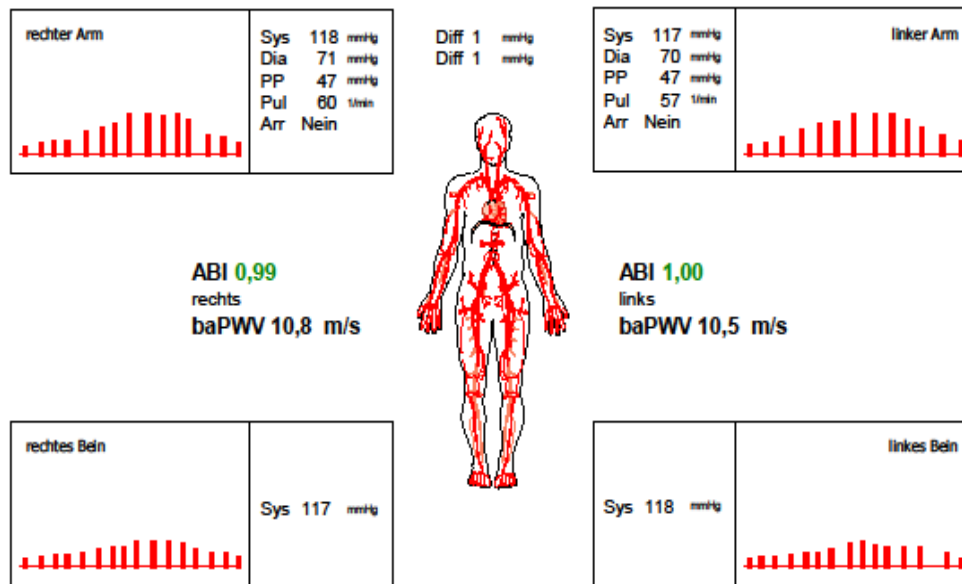 rechter Arm
Sys 118 mmHg
Dia 71 mmHg
PP 47 mmHg
Pul 60 1/min
Arr Nein
Diff 1 mmHg
Diff 1 mmHg
Sys 117 mmHg
Dia 70 mmHg
PP 47 mmHg
Pul 57 1/min
Arr Nein
linker Arm
ABI 0,99
rechts
baPWV 10,8 m/s
ABI 1,00
links
baPWV 10,5 m/s
rechtes Bein
Sys 117 mmHg
Sys 118 mmHg
linkes Bein